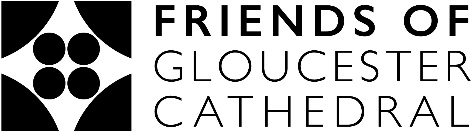 FRIENDS OF
GLOUCESTER
CATHEDRAL